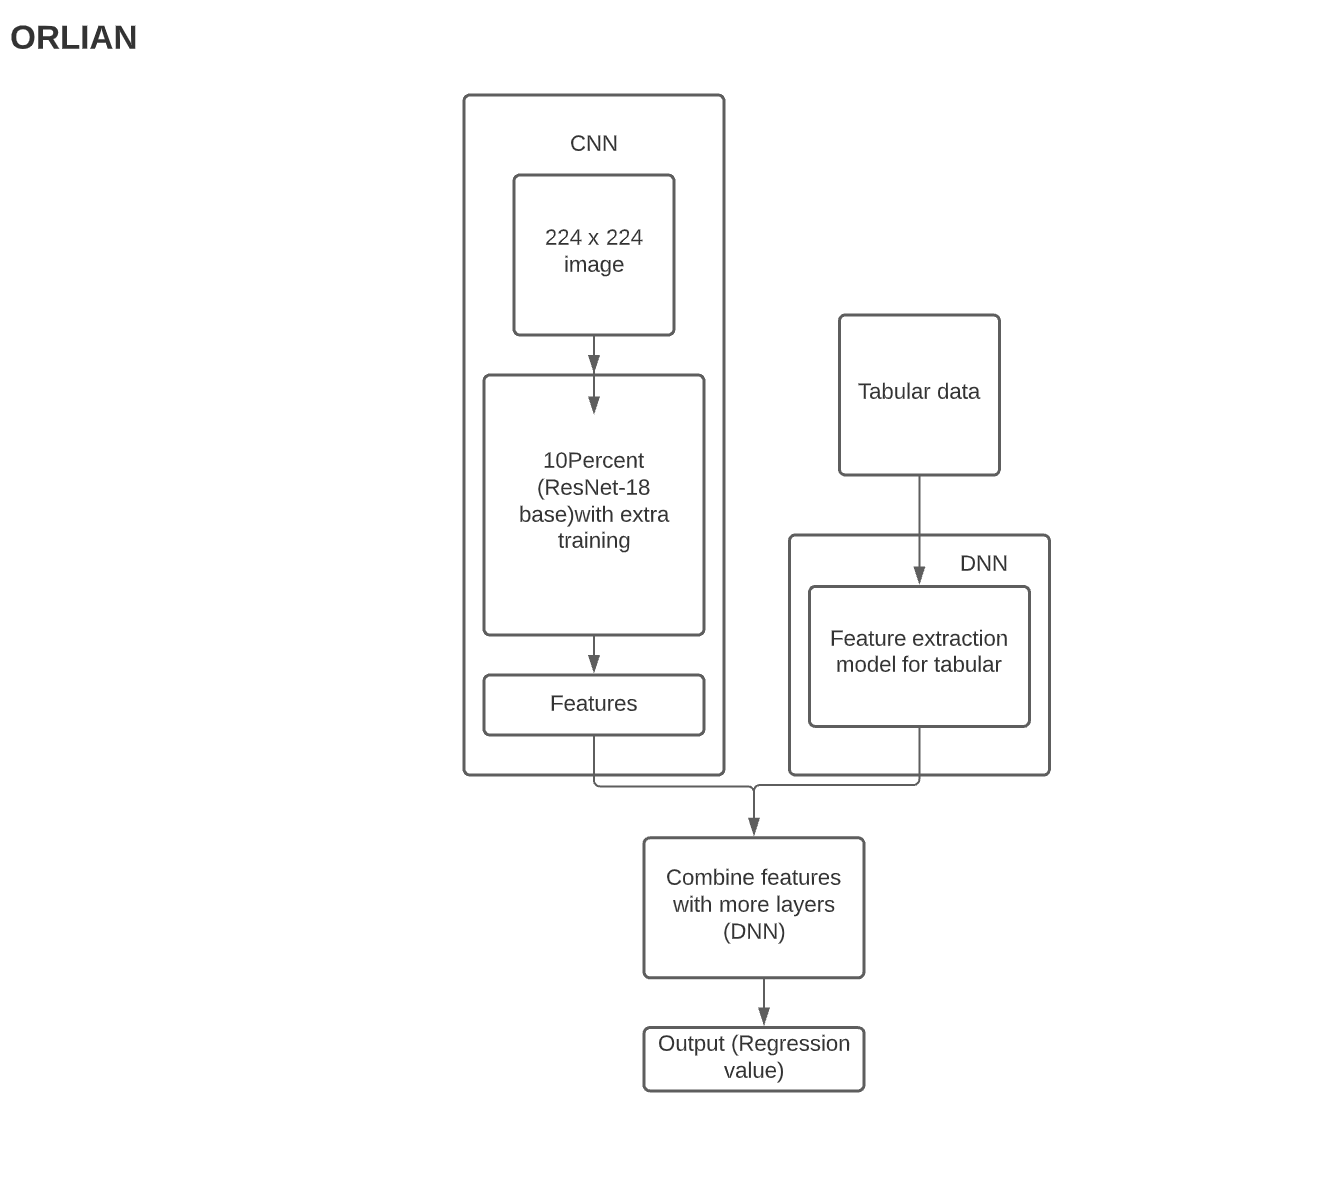 ORLIAN
CNN
224 x 224
image
10Percent
(ResNet-18
base)with extra
training
Features
Tabular data
DNN
Feature extraction
model for tabular
Combine features
with more layers
(DNN)
Output (Regression
value)